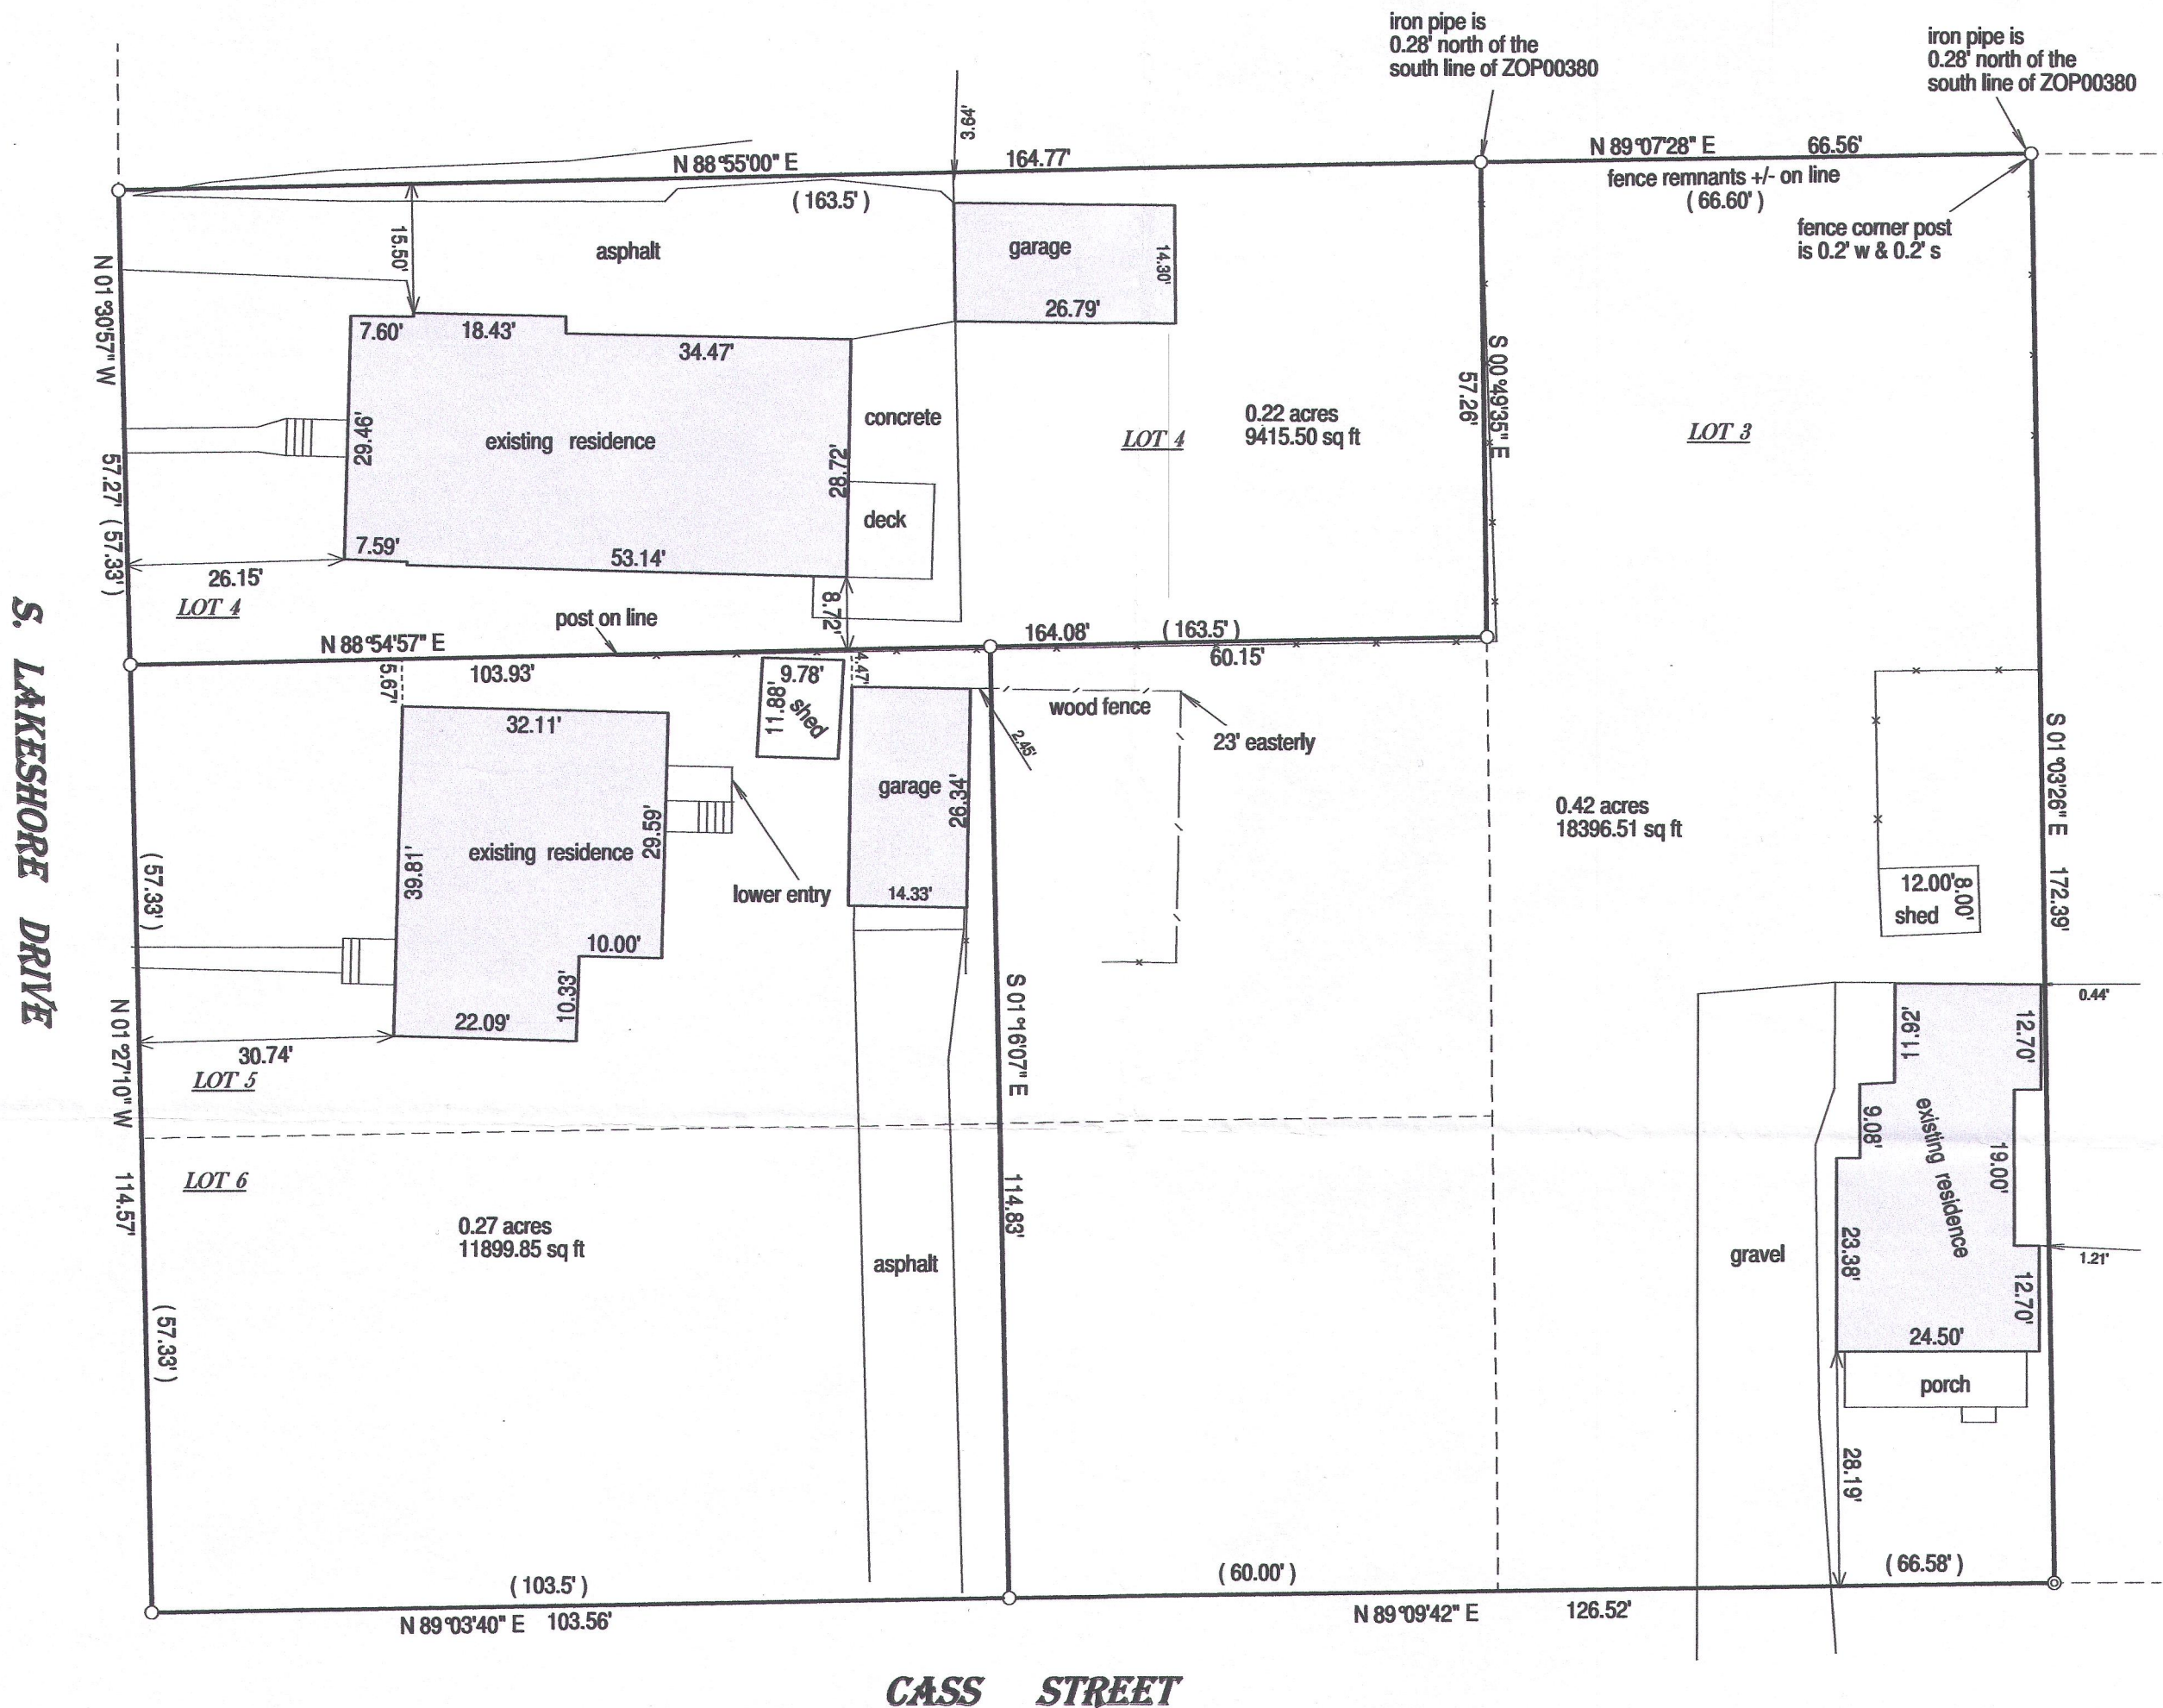 iron pipe is
0.28' north of the
south line of ZOP00380
iron pipe is
0.28' north of the
south line of ZOP00380
3.64'
N 88°55'00" E
164.77'
N 89°07'28" E
66.56'
fence remnants +/- on line
( 66.60' )
( 163.5' )
fence corner post
is 0.2' w & 0.2' s
15.50'
asphalt
garage
14.30'
26.79'
N 01°30'57" W
57.27' ( 57.33' )
7.60'
18.43'
34.47'
29.46'
existing residence
28.72'
concrete
deck
7.59'
53.14'
26.15'
LOT 4
LOT 4
0.22 acres
9415.50 sq ft
57.26'
S 00°49'35" E
LOT 3
8.72'
post on line
N 88°54'57" E
103.93'
164.08'
( 163.5' )
60.15'
5.67'
32.11'
9.78'
11.88'
shed
4.47'
wood fence
2.45'
23' easterly
garage
26.34'
14.33'
existing residence
39.81'
29.59'
lower entry
10.00'
10.33'
22.09'
30.74'
LOT 5
( 57.33' )
N 01°27'10" W
114.57'
S. LAKESHORE DRIVE
0.42 acres
18396.51 sq ft
S 01°03'26" E
172.39'
12.00'
8.00'
shed
0.44'
S 01°16'07" E
114.83'
11.92'
12.70'
9.08'
existing residence
19.00'
23.38'
12.70'
1.21'
24.50'
gravel
porch
28.19'
LOT 6
0.27 acres
11899.85 sq ft
asphalt
( 57.33' )
( 103.5' )
( 60.00' )
( 66.58' )
N 89°03'40" E 103.56'
N 89°09'42" E
126.52'
CASS STREET